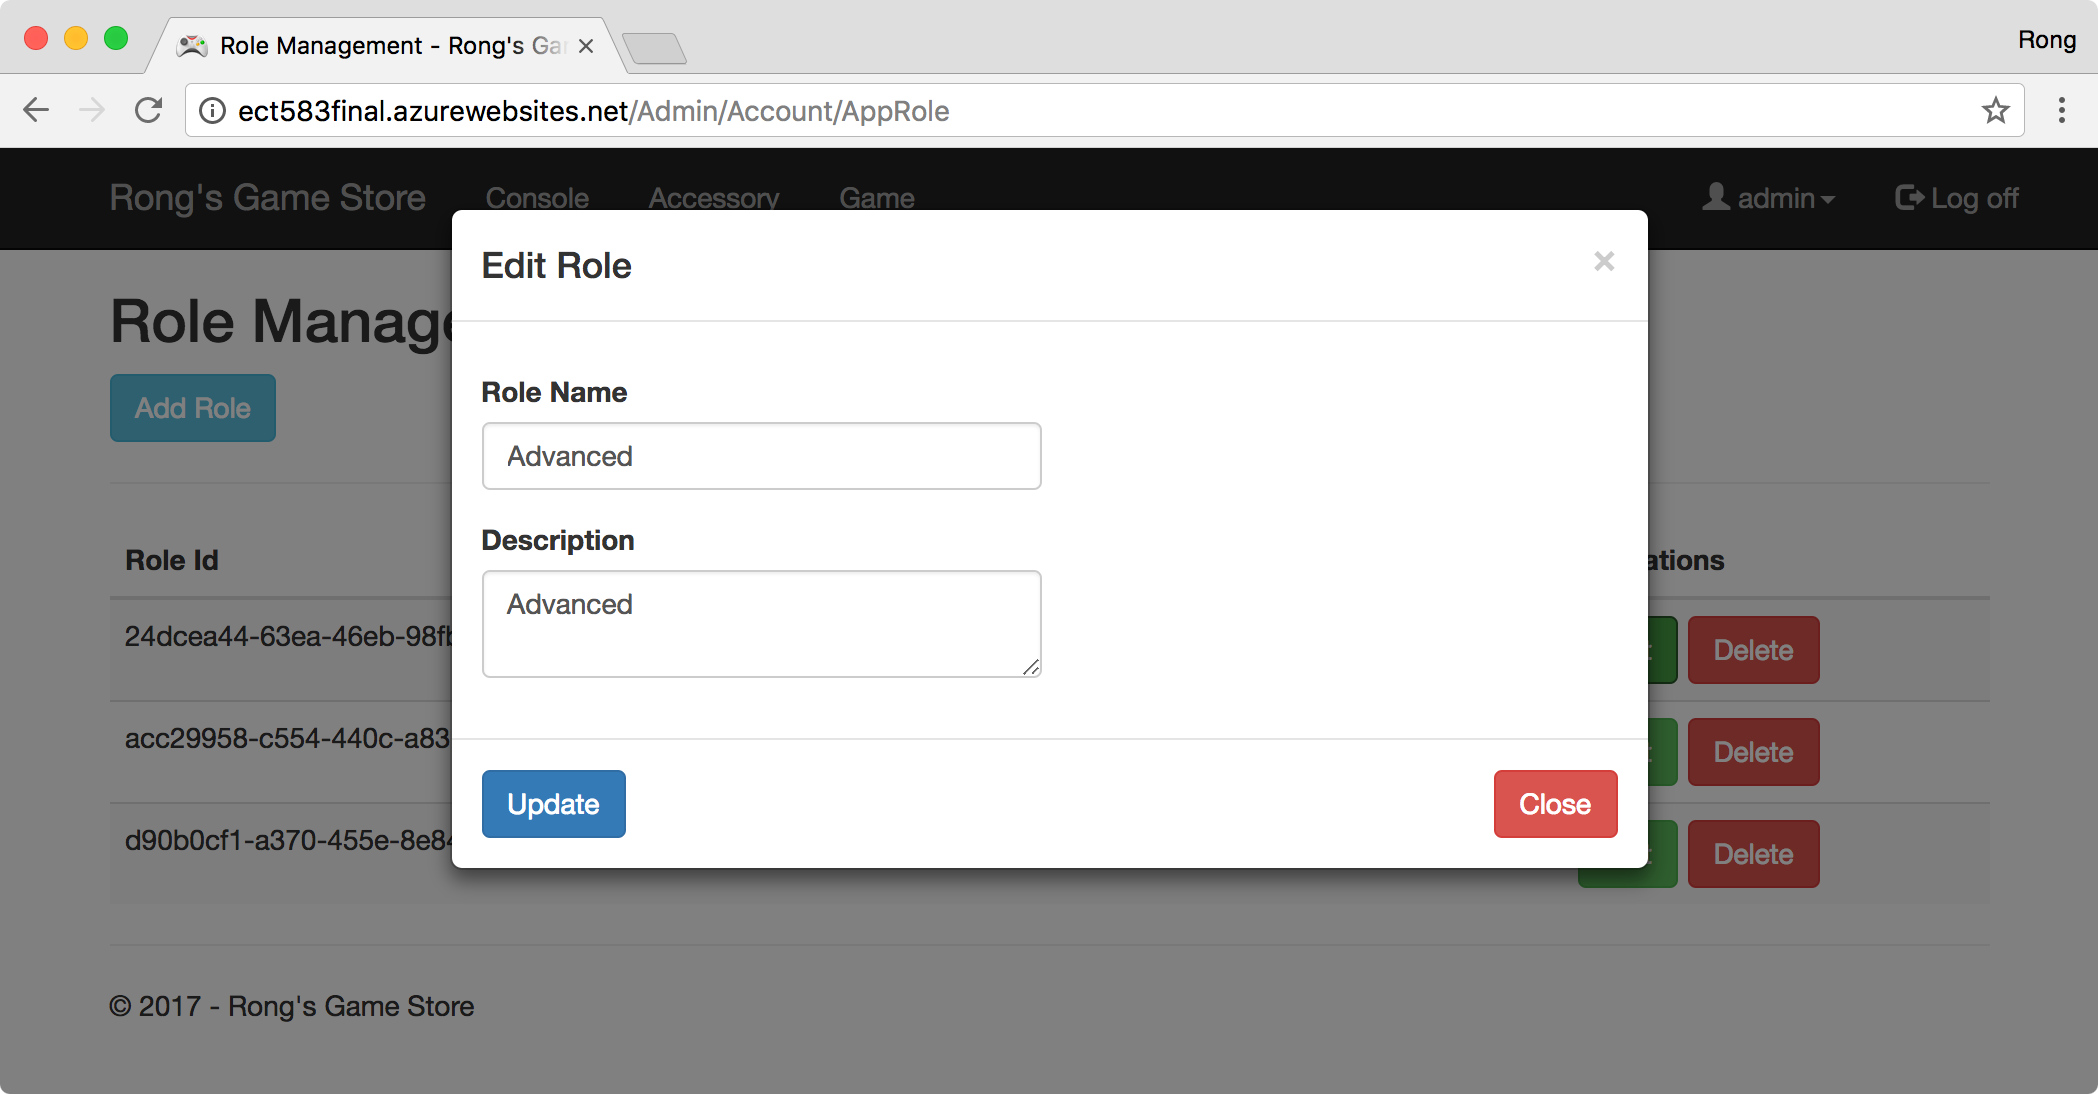 Role Management - Rong's Ga
Rong
ect583final.azurewebsites.net/Admin/Account/AppRole
Rong's Game Store Console Accessory Game admin Log off
Edit Role ×
Role Manage
Add Role
Role Name
Advanced
Description
Advanced
Role Id ations
24dcea44-63ea-46eb-98f Delete
acc29958-c554-440c-a83 Delete
d90b0cf1-a370-455e-8e8 Delete
Update Close
© 2017 - Rong's Game Store